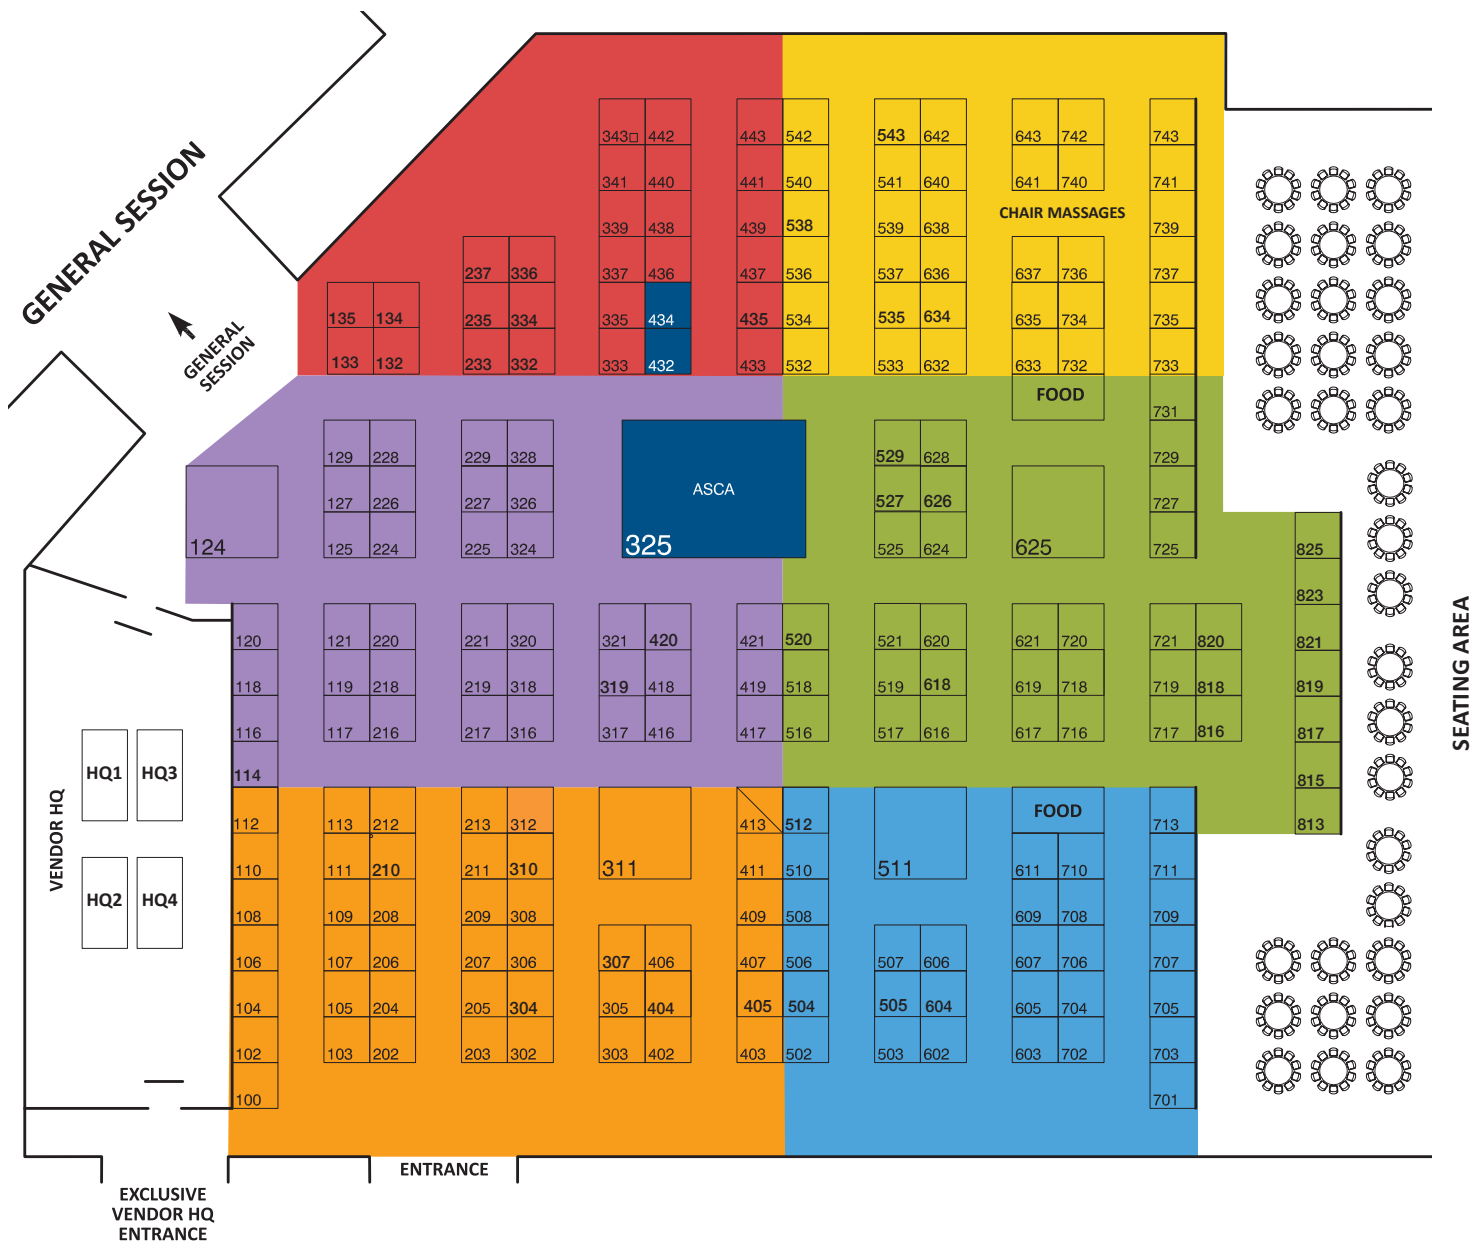 343 442 443 542 543 642 643 742 743
341 440 441 540 541 640 641 740 741
GENERAL SESSION
339 438 439 538 539 638 CHAIR MASSAGES 739
237 336 337 436 437 536 537 636 637 736 737
135 134 235 334 335 434 435 534 535 634 635 734 735
GENERAL
SESSION
133 132 233 332 333 432 433 532 533 632 633 732 733
FOOD
731
129 228 229 328 529 628 729
ASCA
127 226 227 326 527 626 727
124 125 224 225 324 325 525 624 625 725 825
823
120 121 220 221 320 321 420 421 520 521 620 621 720 721 820 821
118 119 218 219 318 319 418 419 518 519 618 619 718 719 818 819
116 117 216 217 316 317 416 417 516 517 616 617 716 717 816 817
SEATING AREA
HQ1 HQ3
114 815
112 113 212 213 312 413 512 FOOD 713 813
VENDOR HQ
110 111 210 211 310 311 411 510 511 611 710 711
HQ2 HQ4
108 109 208 209 308 409 508 609 708 709
106 107 206 207 306 307 406 407 506 507 606 607 706 707
104 105 204 205 304 305 404 405 504 505 604 605 704 705
102 103 202 203 302 303 402 403 502 503 602 603 702 703
100 701
ENTRANCE
EXCLUSIVE
VENDOR HQ
ENTRANCE